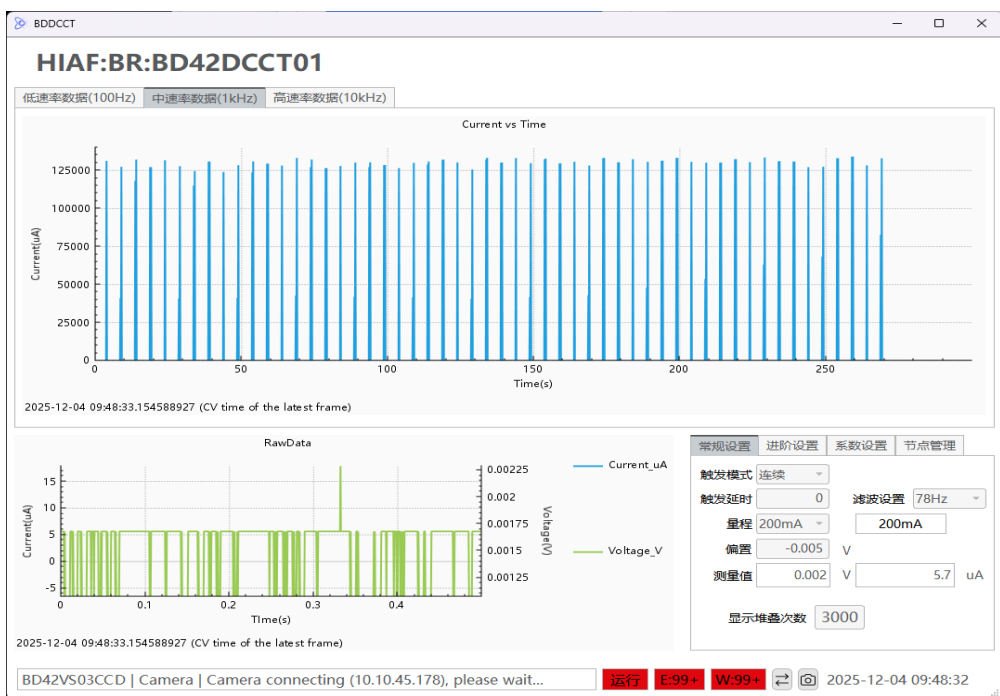 BDDCCT
HIAF:BR:BD42DCCT01
低速率数据(100Hz) 中速率数据(1kHz) 高速率数据(10kHz)
Current vs Time
125000
100000
75000
50000
25000
0
Current(uA)
0 50 100 150 200 250
Time(s)
2025-12-04 09:48:33.154588927 (CV time of the latest frame)
RawData
15
10
5
0
-5
Current(uA)
0.00225
0.002
0.00175
0.0015
0.00125
Voltage(V)
0 0.1 0.2 0.3 0.4
TIme(s)
Current_uA
Voltage_V
2025-12-04 09:48:33.154588927 (CV time of the latest frame)
常规设置 进阶设置 系数设置 节点管理
触发模式 连续
触发延时 0 滤波设置 78Hz
量程 200mA 200mA
偏置 -0.005 V
测量值 0.002 V 5.7 uA
显示堆叠次数 3000
BD42VS03CCD | Camera | Camera connecting (10.10.45.178), please wait...
运行 E:99+ W:99+ 2025-12-04 09:48:32